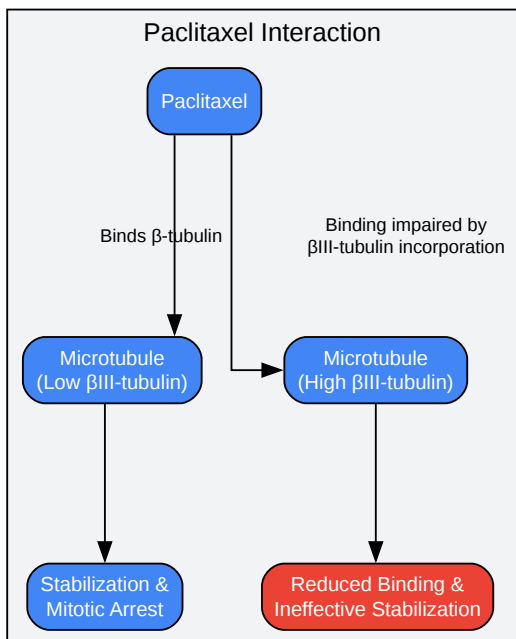 Paclitaxel Interaction
Paclitaxel
Binds β-tubulin
Binding impaired by
βIII-tubulin incorporation
Microtubule
(Low βIII-tubulin)
Microtubule
(High βIII-tubulin)
Stabilization &
Mitotic Arrest
Reduced Binding &
Ineffective Stabilization